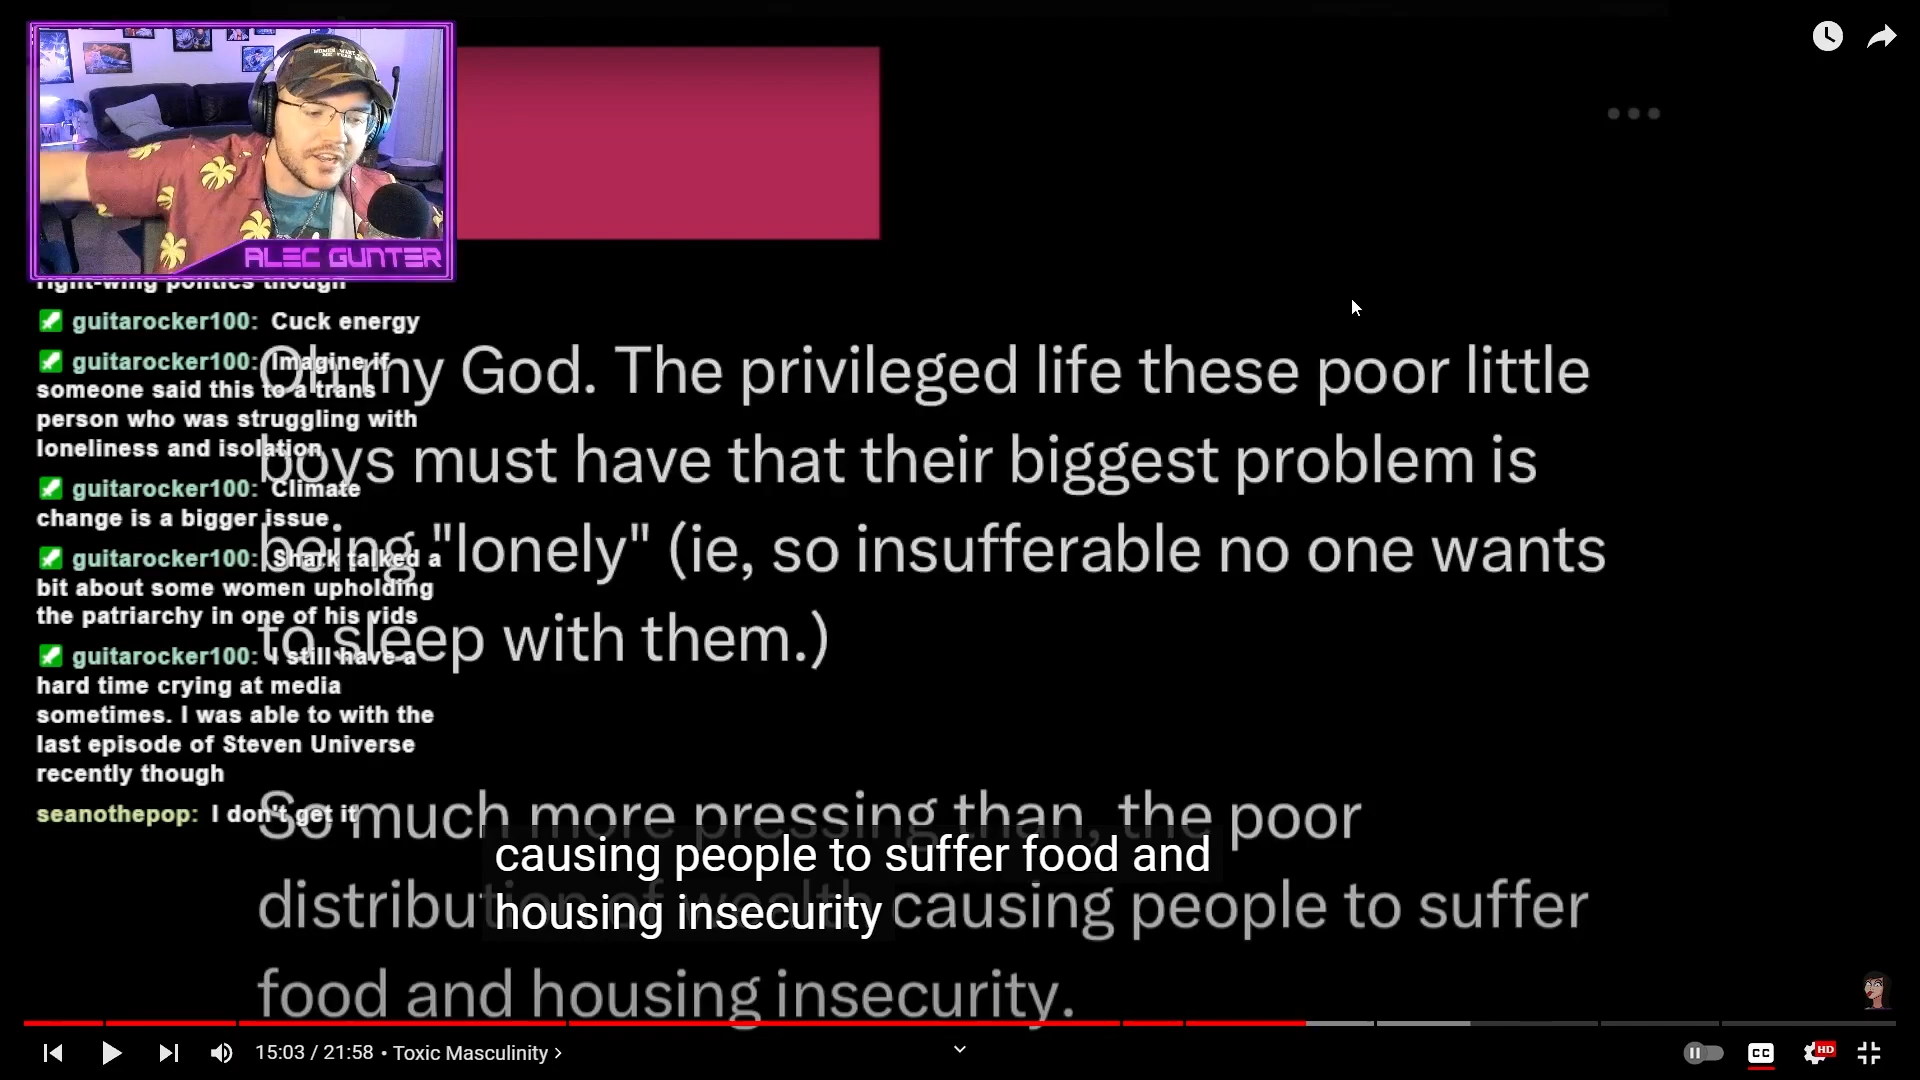 ALEC GUNTER
right-wing politics though
guitarocker100: Cuck energy
guitarocker100: Imagine if
someone said this to a trans
person who was struggling with
loneliness and isolation
guitarocker100: Climate
change is a bigger issue
guitarocker100: Shark talked a
bit about some women upholding
the patriarchy in one of his vids
guitarocker100: I still have a
hard time crying at media
sometimes. I was able to with the
last episode of Steven Universe
recently though
seanothepop: I don't get it
Oh my God. The privileged life these poor little
boys must have that their biggest problem is
being "lonely" (ie, so insufferable no one wants
to sleep with them.)
So much more pressing than, the poor
distribution of wealth causing people to suffer
food and housing insecurity.
causing people to suffer food and
housing insecurity
15:03 / 21:58 • Toxic Masculinity >
CC
HD